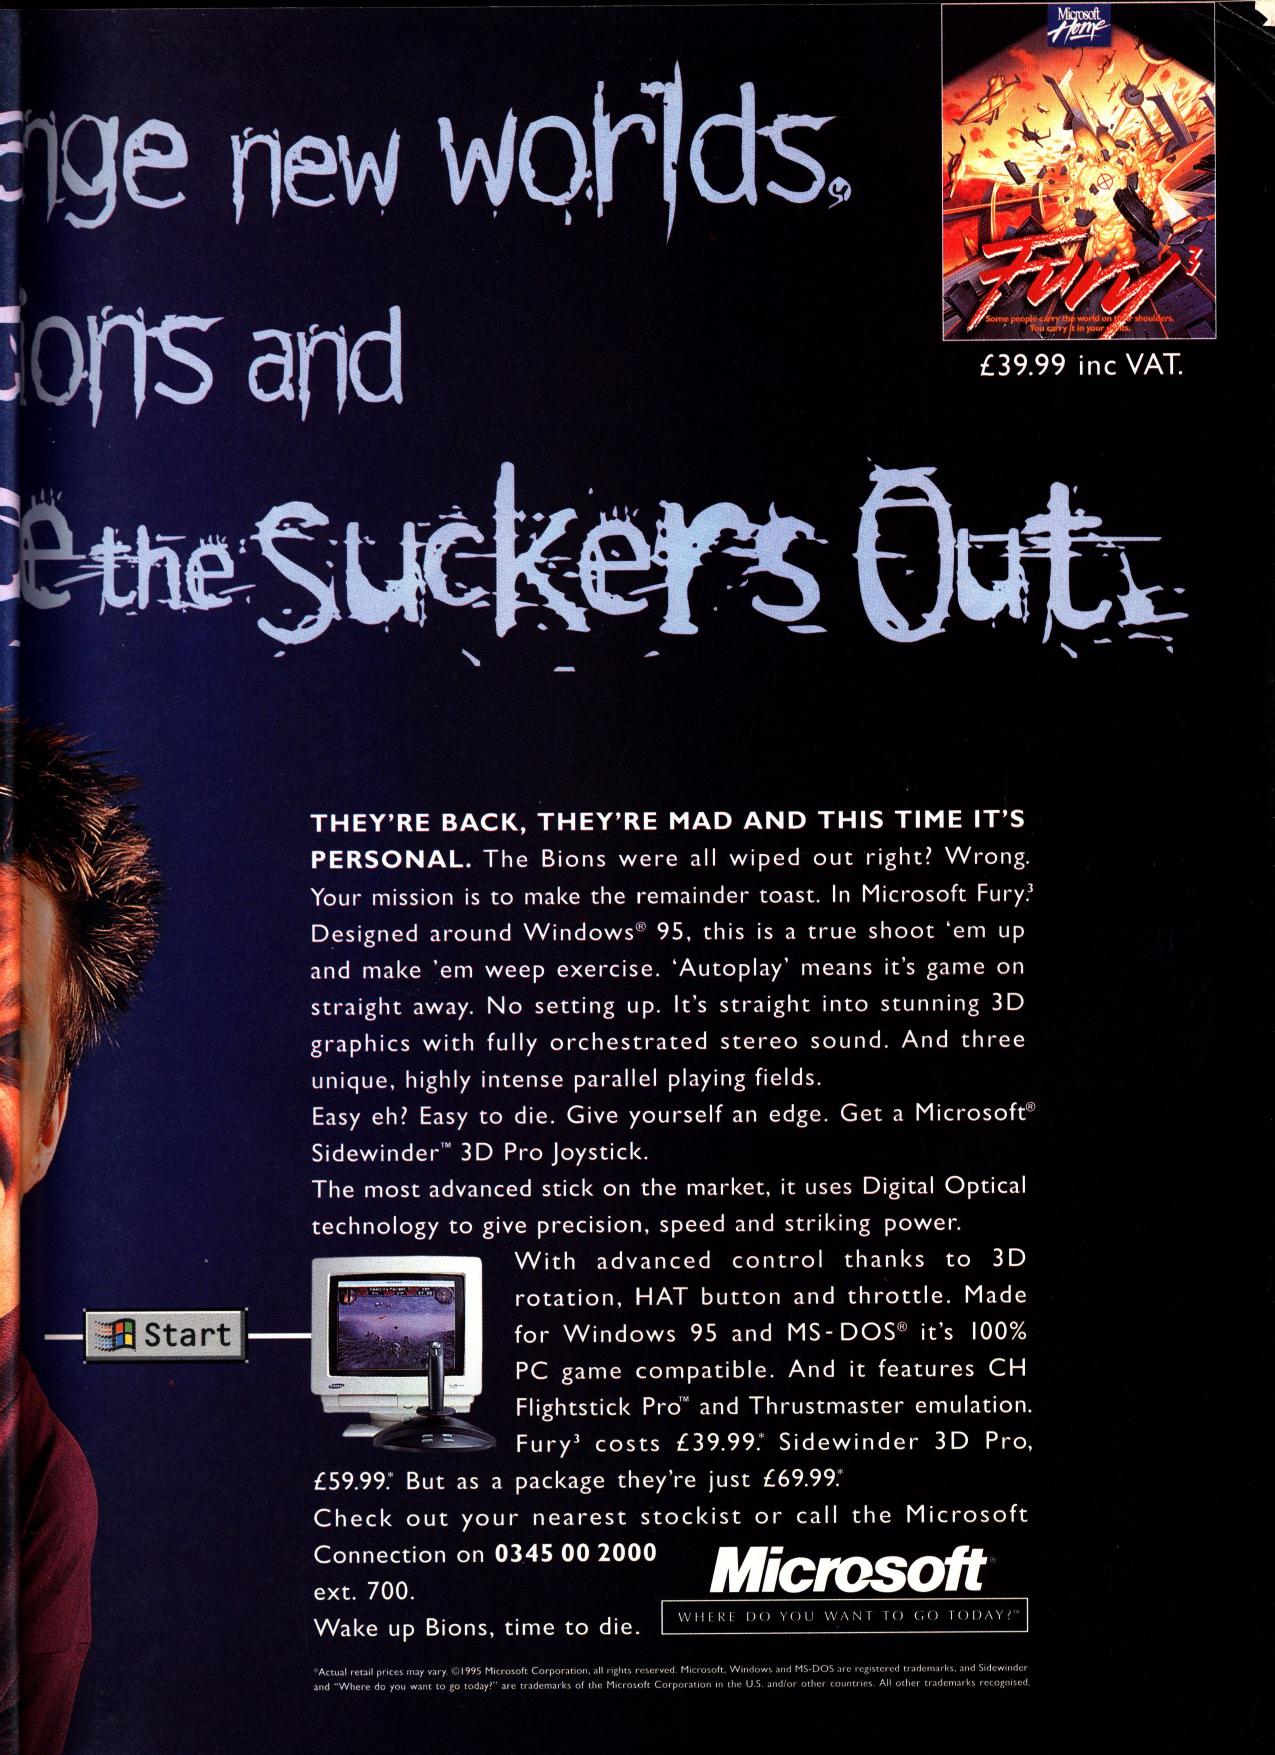 nge new worlds.
ions and
e the Suckers Out.
Microsoft
Home
Fury3
Some people carry the world on their shoulders.
You carry it in your
£39.99 inc VAT.
THEY'RE BACK, THEY'RE MAD AND THIS TIME IT'S
PERSONAL. The Bions were all wiped out right? Wrong.
Your mission is to make the remainder toast. In Microsoft Fury.³
Designed around Windows® 95, this is a true shoot 'em up
and make 'em weep exercise. 'Autoplay' means it's game on
straight away. No setting up. It's straight into stunning 3D
graphics with fully orchestrated stereo sound. And three
unique, highly intense parallel playing fields.
Easy eh? Easy to die. Give yourself an edge. Get a Microsoft®
Sidewinder™ 3D Pro Joystick.
The most advanced stick on the market, it uses Digital Optical
technology to give precision, speed and striking power.
With advanced control thanks to 3D
rotation, HAT button and throttle. Made
for Windows 95 and MS-DOS® it's 100%
PC game compatible. And it features CH
Flightstick Pro™ and Thrustmaster emulation.
Fury³ costs £39.99.* Sidewinder 3D Pro,
£59.99.* But as a package they're just £69.99.*
Check out your nearest stockist or call the Microsoft
Connection on 0345 00 2000
ext. 700.
Wake up Bions, time to die.
Start
Microsoft®
WHERE DO YOU WANT TO GO TODAY?™
*Actual retail prices may vary. ©1995 Microsoft Corporation, all rights reserved. Microsoft, Windows and MS-DOS are registered trademarks, and Sidewinder
and "Where do you want to go today?" are trademarks of the Microsoft Corporation in the U.S. and/or other countries. All other trademarks recognised.